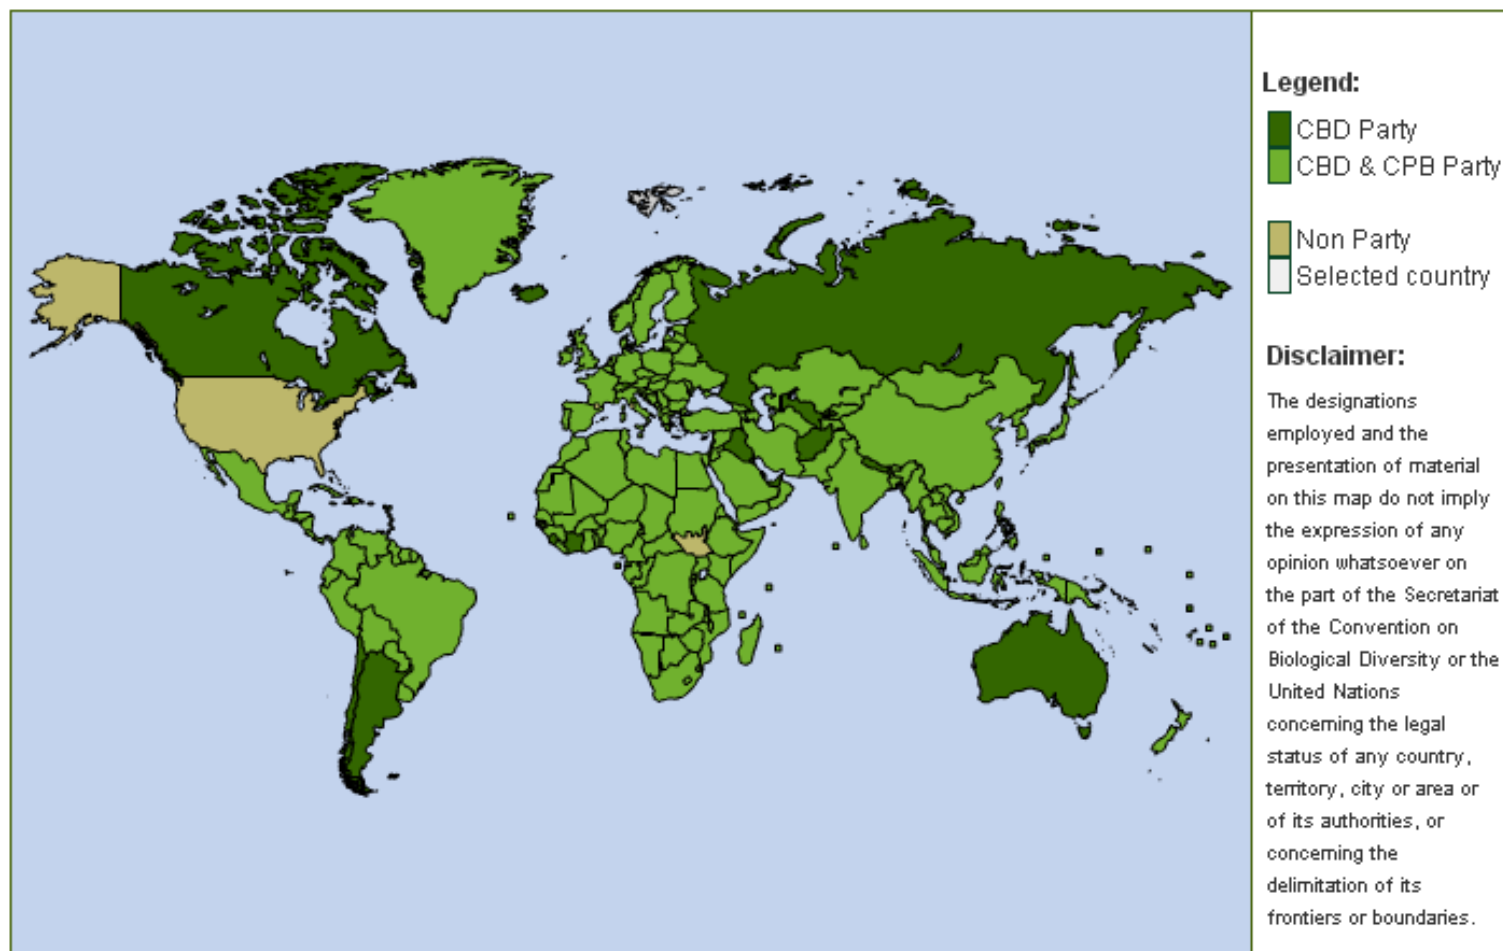 Legend:
CBD Party
CBD & CPB Party
Non Party
Selected country
Disclaimer:
The designations
employed and the
presentation of material
on this map do not imply
the expression of any
opinion whatsoever on
the part of the Secretariat
of the Convention on
Biological Diversity or the
United Nations
concerning the legal
status of any country,
territory, city or area or
of its authorities, or
concerning the
delimitation of its
frontiers or boundaries.